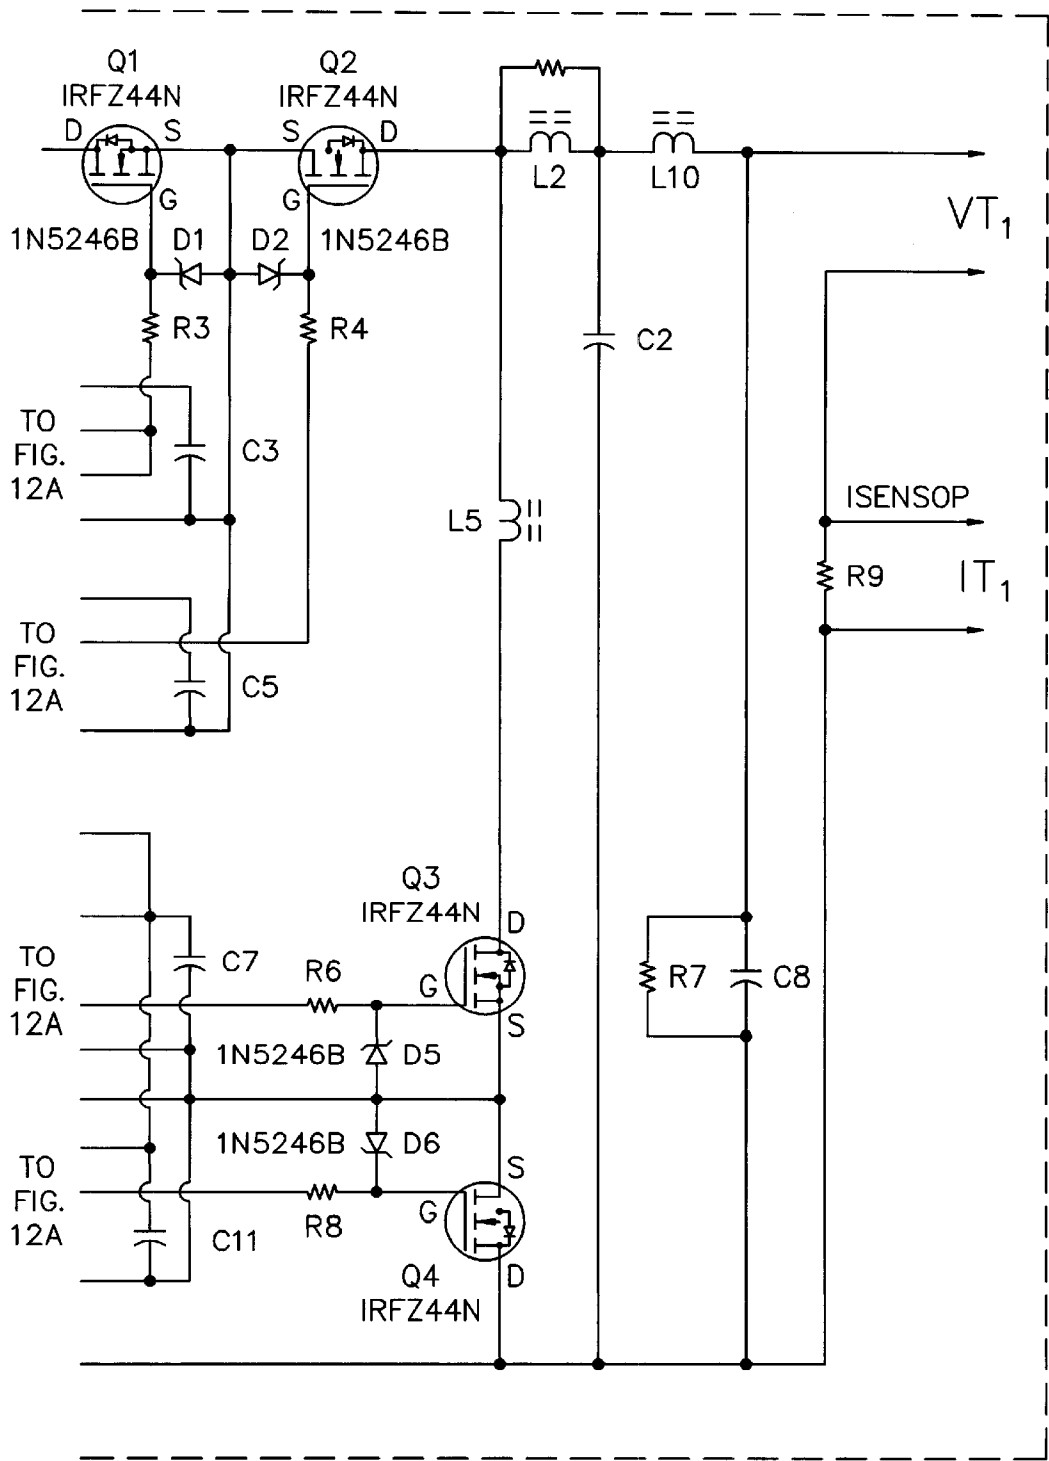 Q1
IRFZ44N
D
S
G
Q2
IRFZ44N
S
D
G
L2
L10
VT1
1N5246B
D1
D2
1N5246B
R3
R4
C2
TO
FIG.
12A
C3
L5
ISENSOP
R9
IT1
TO
FIG.
12A
C5
Q3
IRFZ44N
D
G
S
TO
FIG.
12A
C7
R6
R7
C8
1N5246B
D5
1N5246B
D6
TO
FIG.
12A
C11
R8
S
G
D
Q4
IRFZ44N